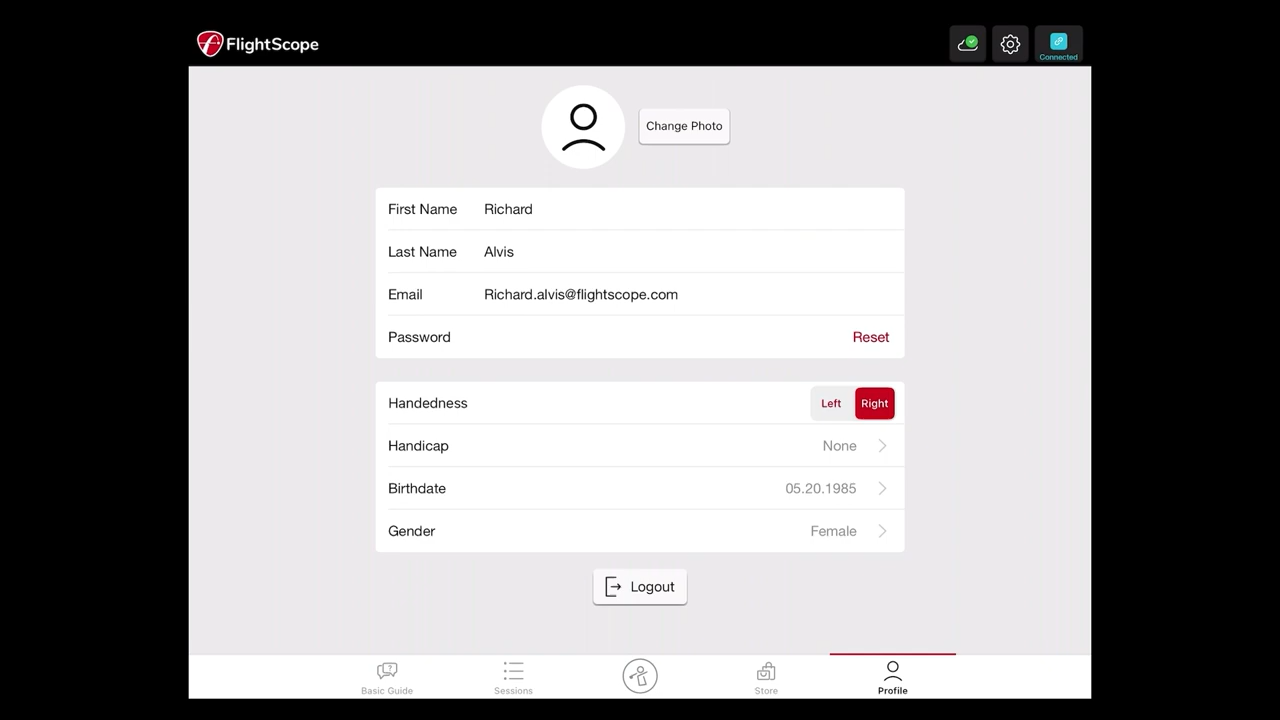 FlightScope
Connected
Change Photo
First Name Richard
Last Name Alvis
Email Richard.alvis@flightscope.com
Password Reset
Handedness Left Right
Handicap None
Birthdate 05.20.1985
Gender Female
Logout
Basic Guide Sessions Store Profile